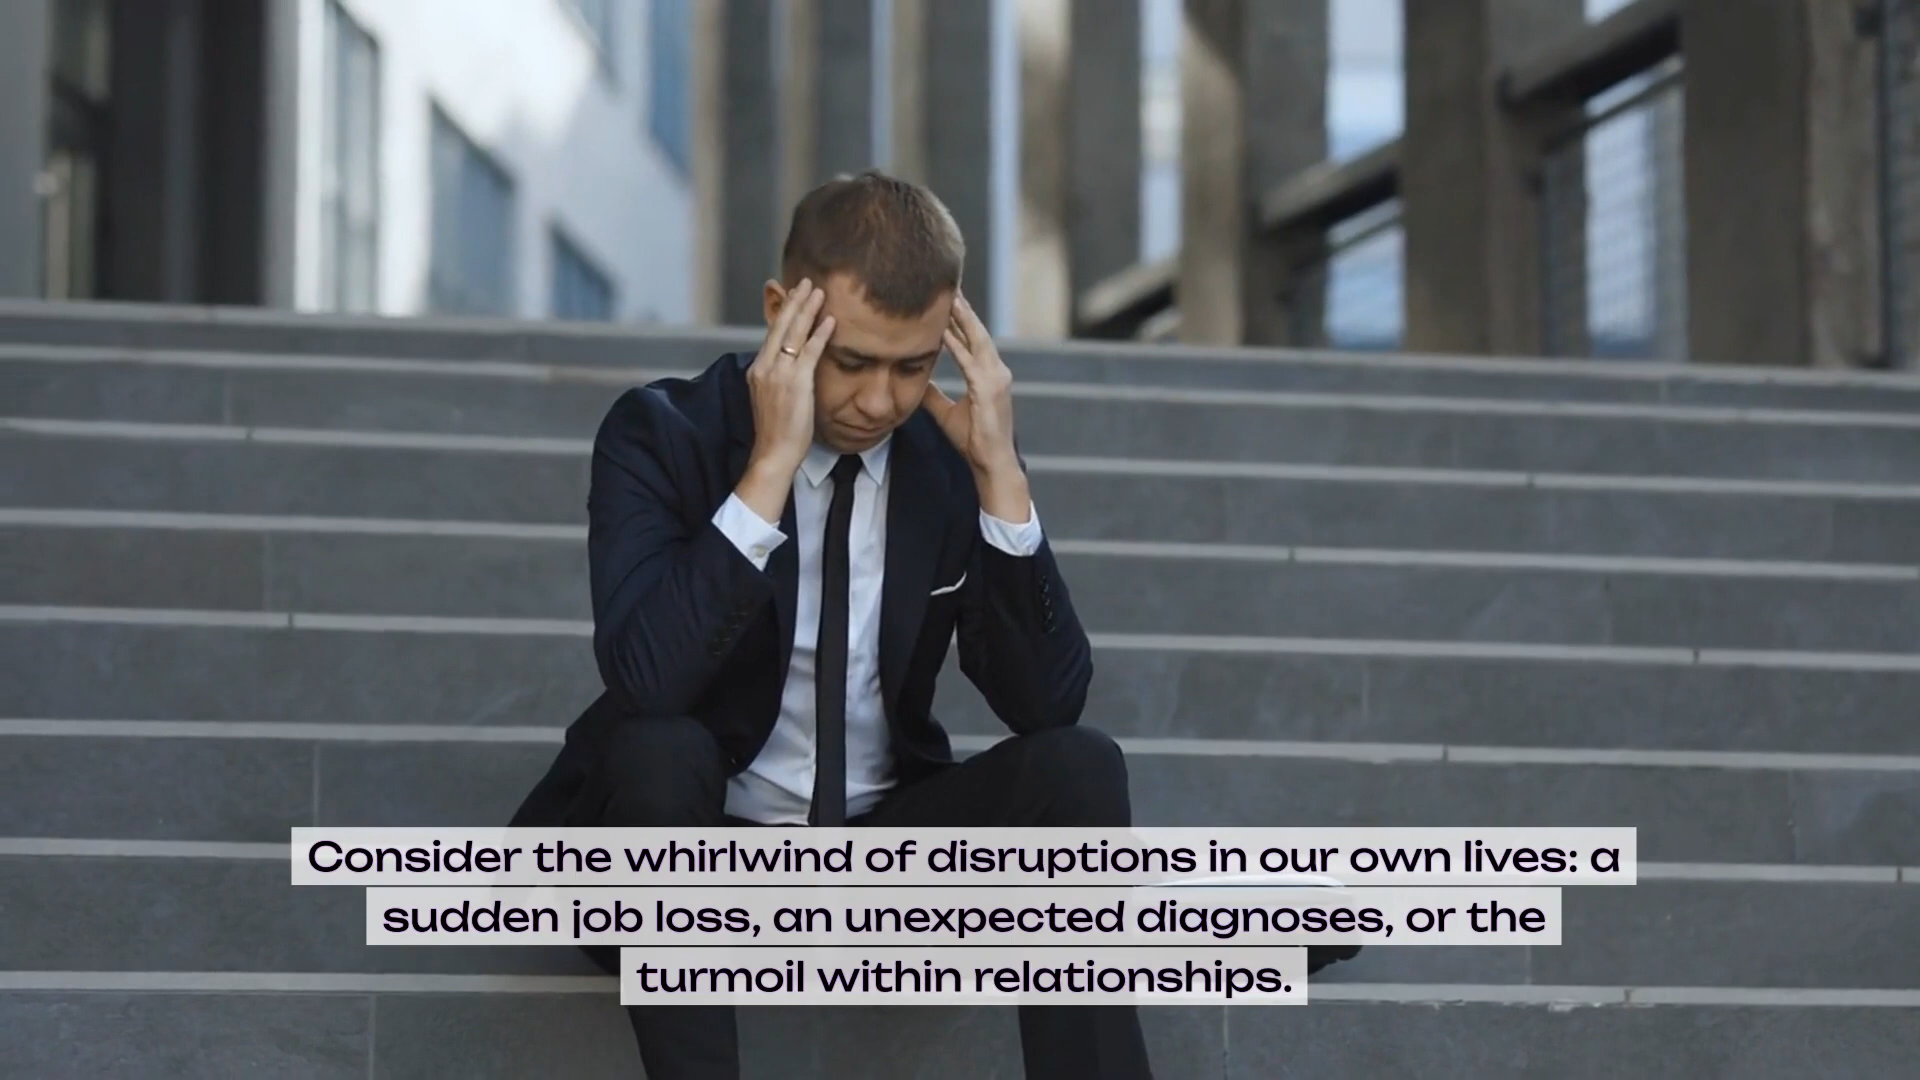 Consider the whirlwind of disruptions in our own lives: a
sudden job loss, an unexpected diagnoses, or the
turmoil within relationships.